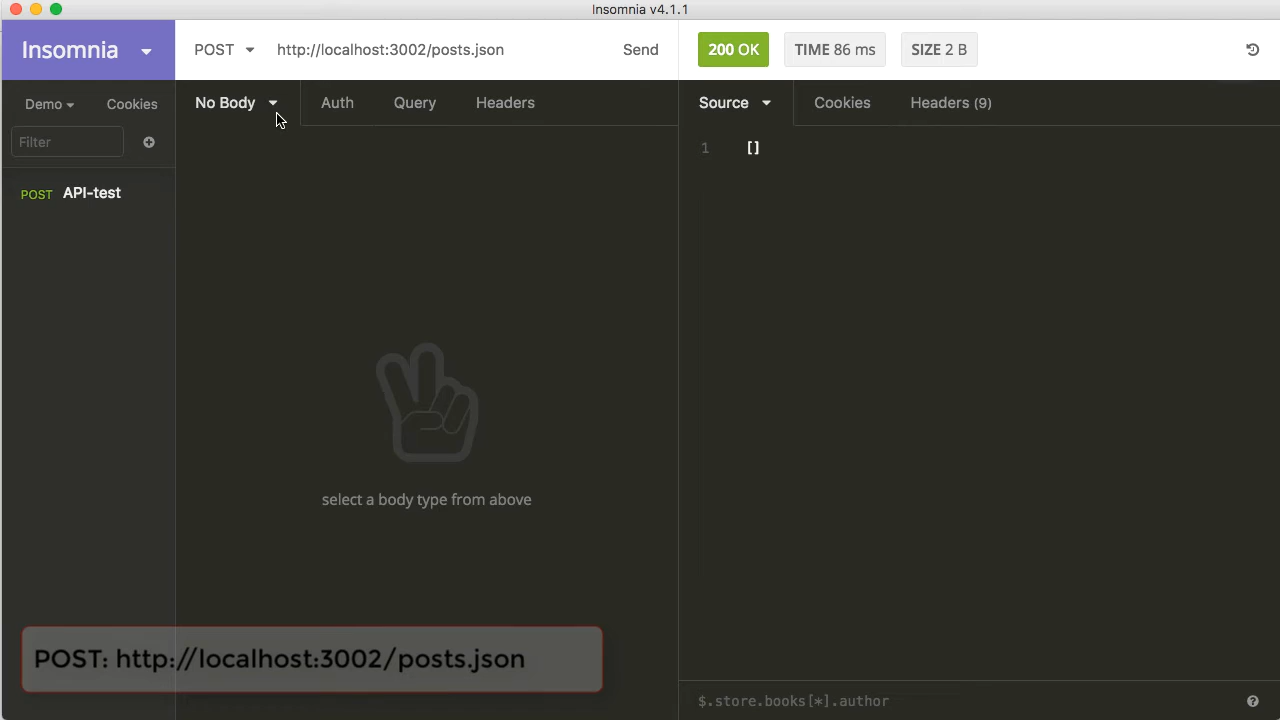 Insomnia v4.1.1
Insomnia
POST http://localhost:3002/posts.json Send
200 OK TIME 86 ms SIZE 2 B
Demo Cookies
No Body Auth Query Headers
Source Cookies Headers (9)
Filter
1 []
POST API-test
select a body type from above
POST: http://localhost:3002/posts.json
$.store.books[*].author